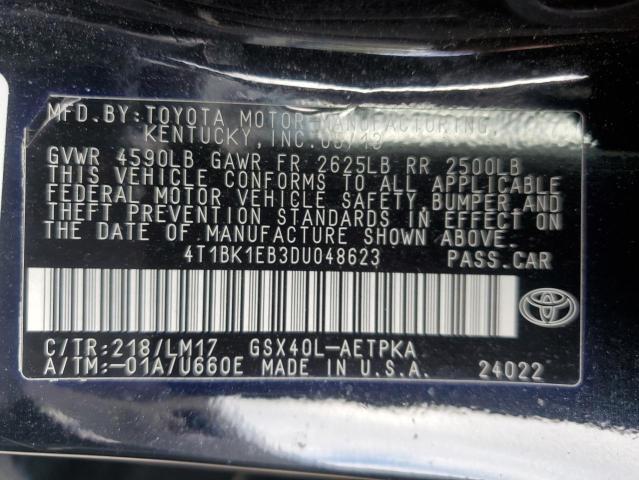 MFD.BY:TOYOTA MOTOR MANUFACTURING,
KENTUCKY, INC.
GVWR 4590LB GAWR FR 2625LB RR 2500LB
THIS VEHICLE CONFORMS TO ALL APPLICABLE
FEDERAL MOTOR VEHICLE SAFETY,BUMPER AND
THEFT PREVENTION STANDARDS IN EFFECT ON
THE DATE OF MANUFACTURE SHOWN ABOVE.
4T1BK1EB3DU048623 PASS.CAR
C/TR:218/LM17 GSX40L-AETPKA
A/TM:-01A/U660E MADE IN U.S.A. 24022
TOYOTA